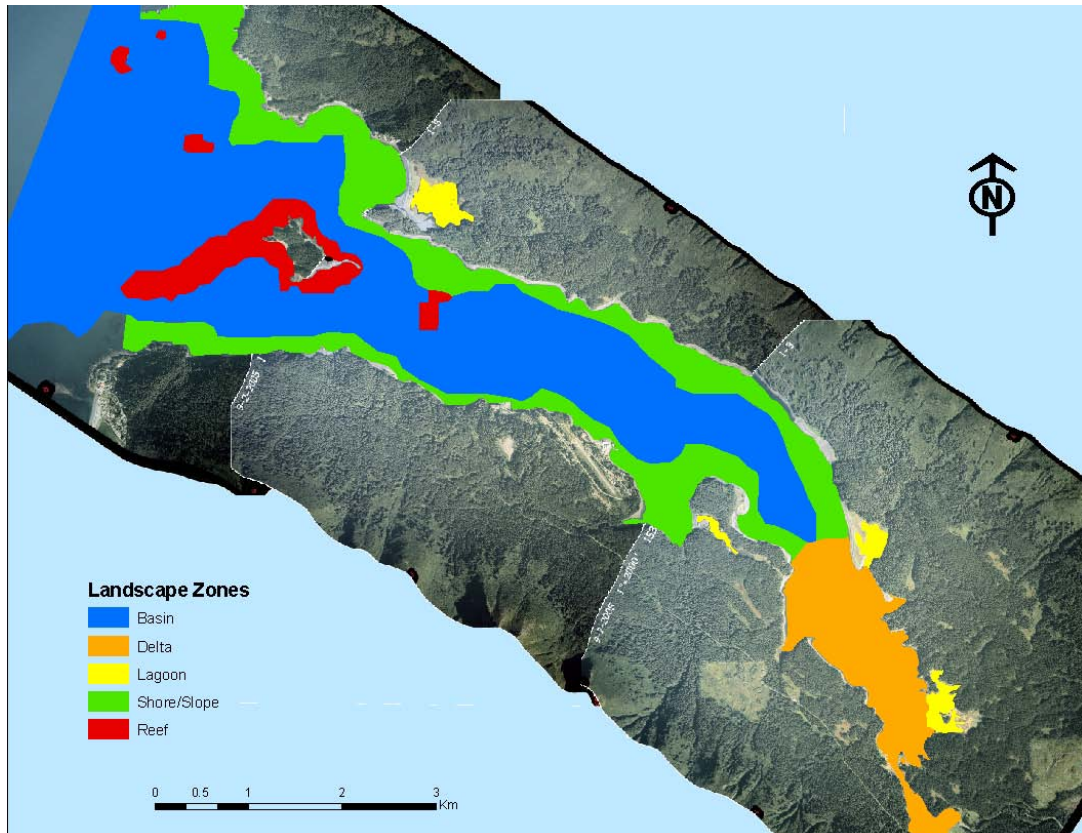 N
Landscape Zones
Basin
Delta
Lagoon
Shore/Slope
Reef
0 0.5 1 2 3
Km